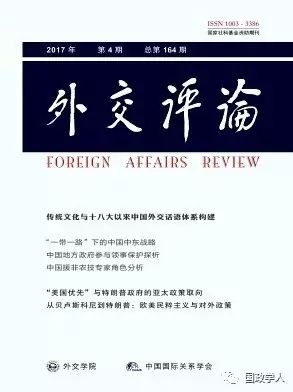 ISSN 1003-3386
国家社科基金资助期刊
2017 年 第 4 期 总第 164 期
外交评论
FOREIGN AFFAIRS REVIEW
传统文化与十八大以来中国外交话语体系构建
“一带一路”下的中国中东战略
中国地方政府参与领事保护探析
中国援非农技专家角色分析
“美国优先”与特朗普政府的亚太政策取向
从贝卢斯科尼到特朗普：欧美民粹主义与对外政策
外交学院
中国国际关系学会
国政学人